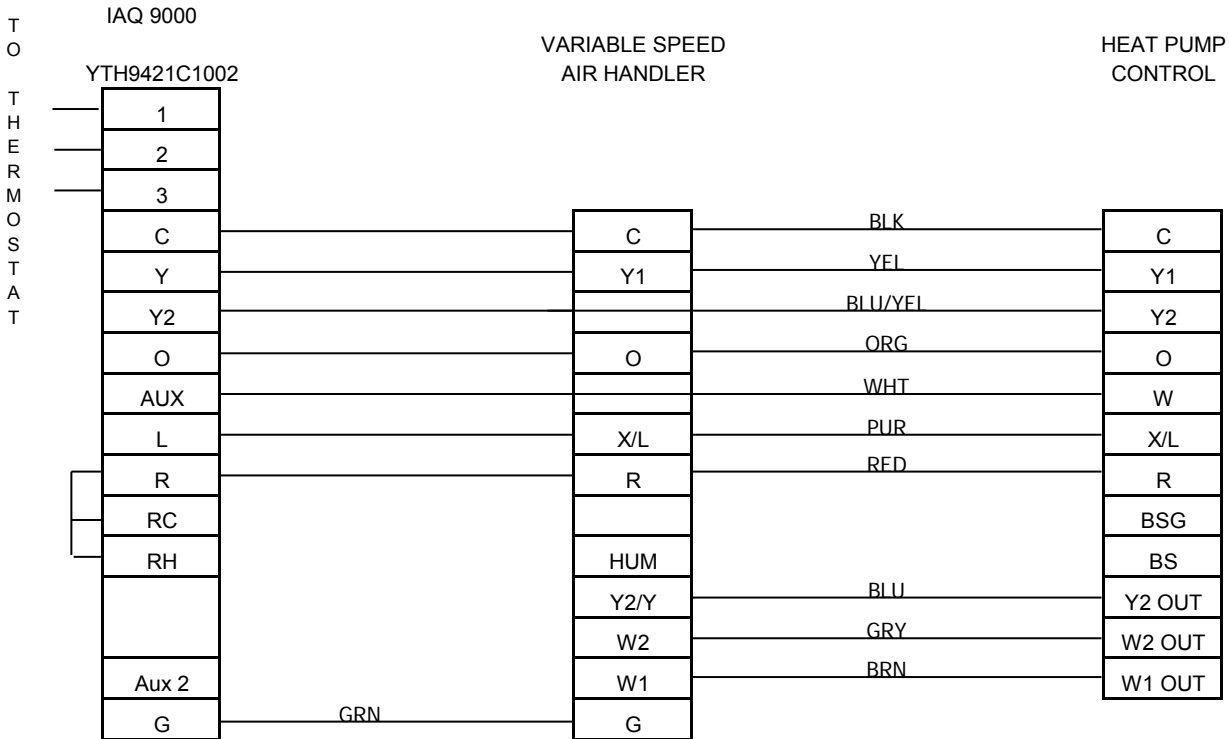 TO THERMOSTAT
IAQ 9000
YTH9421C1002
VARIABLE SPEED
AIR HANDLER
HEAT PUMP
CONTROL
1
2
3
C C BLK C
Y Y1 YEL Y1
Y2 BLU/YEL Y2
O O ORG O
AUX WHT W
L X/L PUR X/L
R R RED R
RC BSG
RH HUM BS
Y2/Y BLU Y2 OUT
W2 GRY W2 OUT
Aux 2 W1 BRN W1 OUT
G GRN G